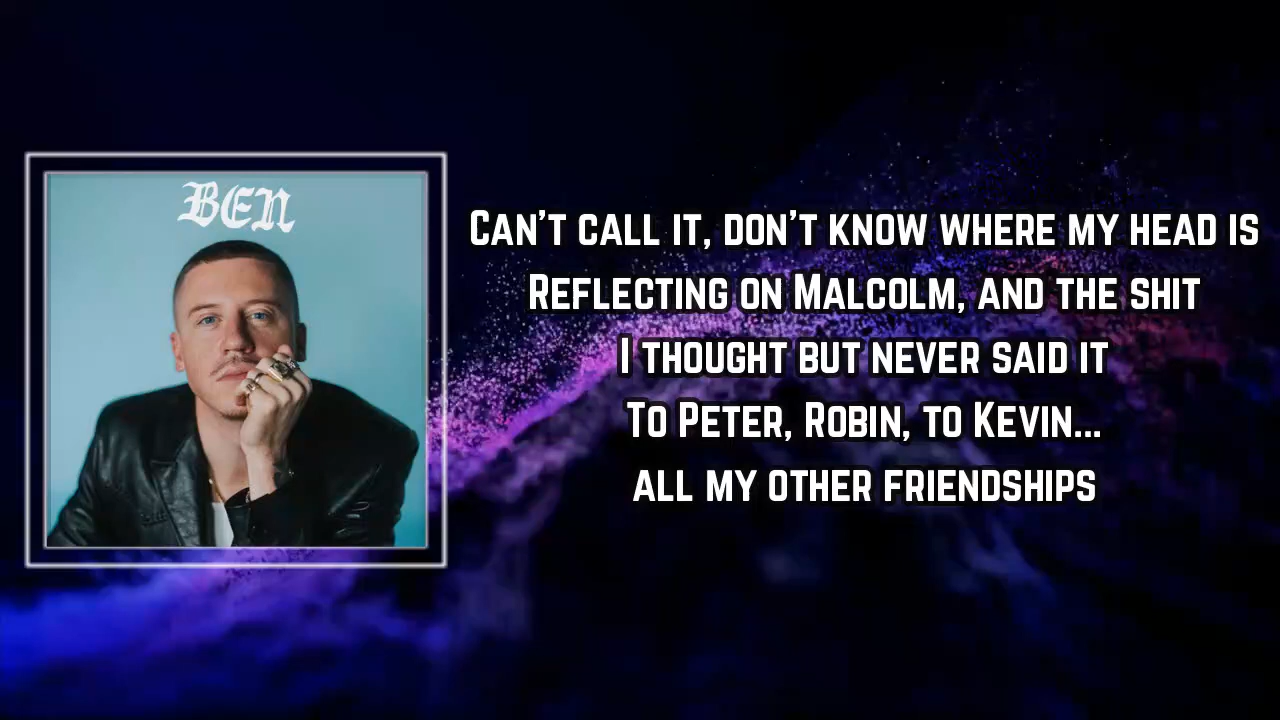 BEN
Can't call it, don't know where my head is
Reflecting on Malcolm, and the shit
I thought but never said it
To Peter, Robin, to Kevin...
all my other friendships